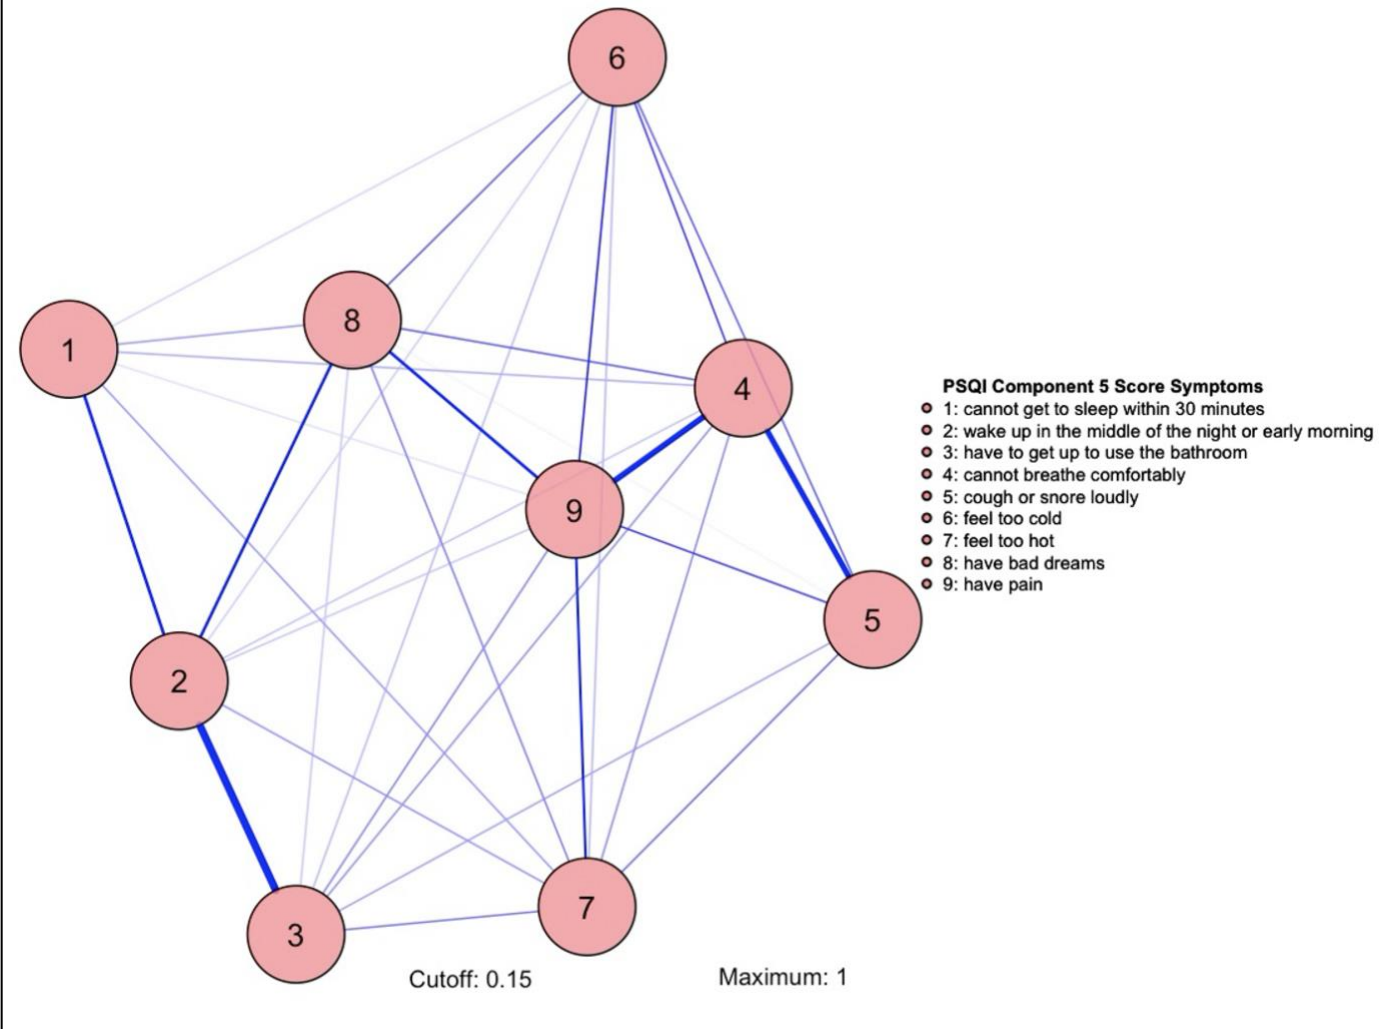 6
8
1
4
PSQI Component 5 Score Symptoms
1: cannot get to sleep within 30 minutes
2: wake up in the middle of the night or early morning
3: have to get up to use the bathroom
4: cannot breathe comfortably
5: cough or snore loudly
6: feel too cold
7: feel too hot
8: have bad dreams
9: have pain
9
5
2
7
3
Cutoff: 0.15
Maximum: 1